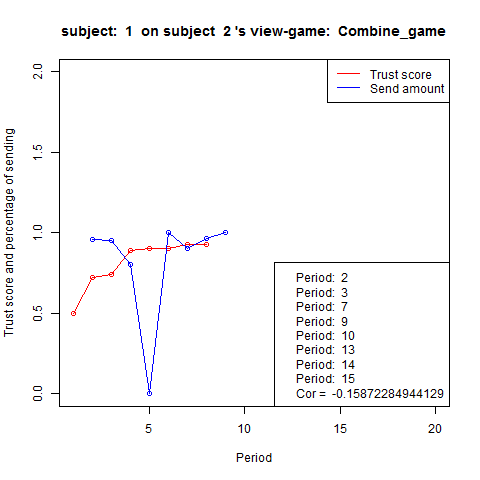 subject:  1  on subject  2 's view-game:  Combine_game
Trust score
Send amount
Trust score and percentage of sending
2.0
1.5
1.0
0.5
0.0
Period:  2
Period:  3
Period:  7
Period:  9
Period:  10
Period:  13
Period:  14
Period:  15
Cor =  -0.15872284944129
5
10
15
20
Period